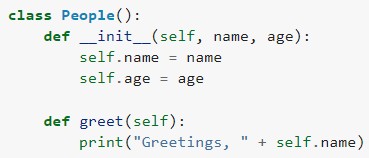 class People():
    def __init__(self, name, age):
        self.name = name
        self.age = age

    def greet(self):
        print("Greetings, " + self.name)